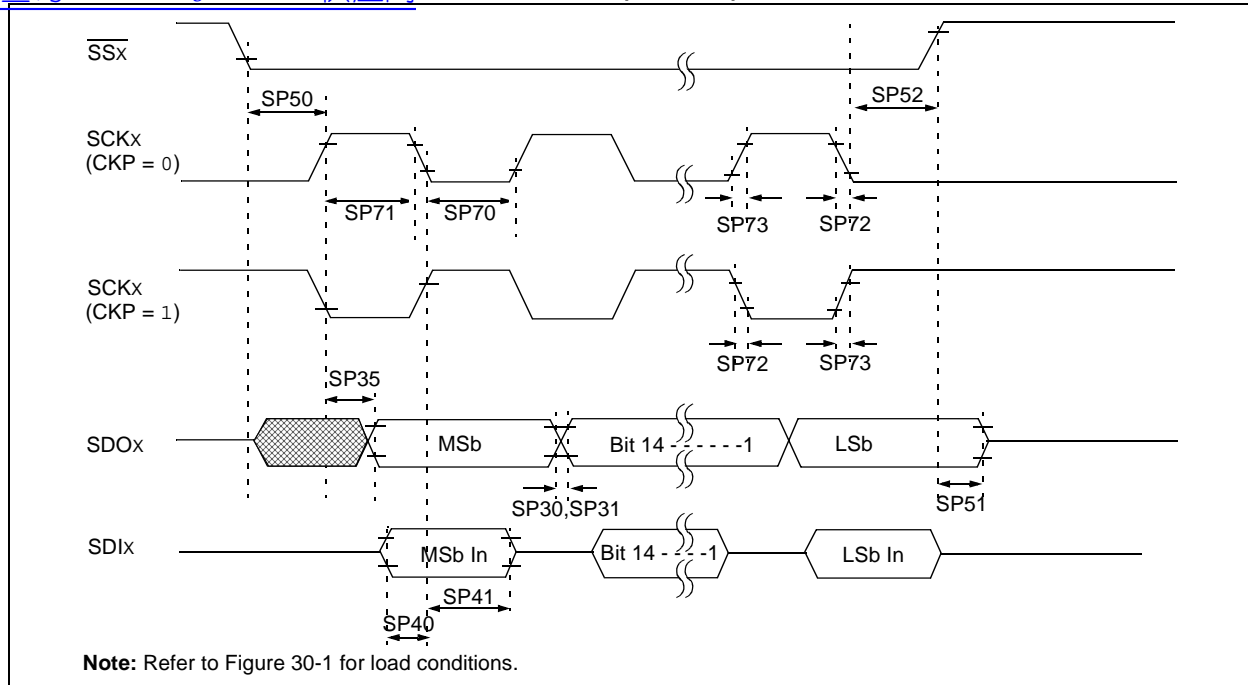 SSX
SP50
SP52
SCKX
(CKP = 0)
SP71
SP70
SP73
SP72
SCKX
(CKP = 1)
SP72
SP73
SP35
SDOX
MSb
Bit 14 - - - - - -1
LSb
SP30,SP31
SP51
SDIX
MSb In
Bit 14 - - - -1
LSb In
SP41
SP40
Note: Refer to Figure 30-1 for load conditions.